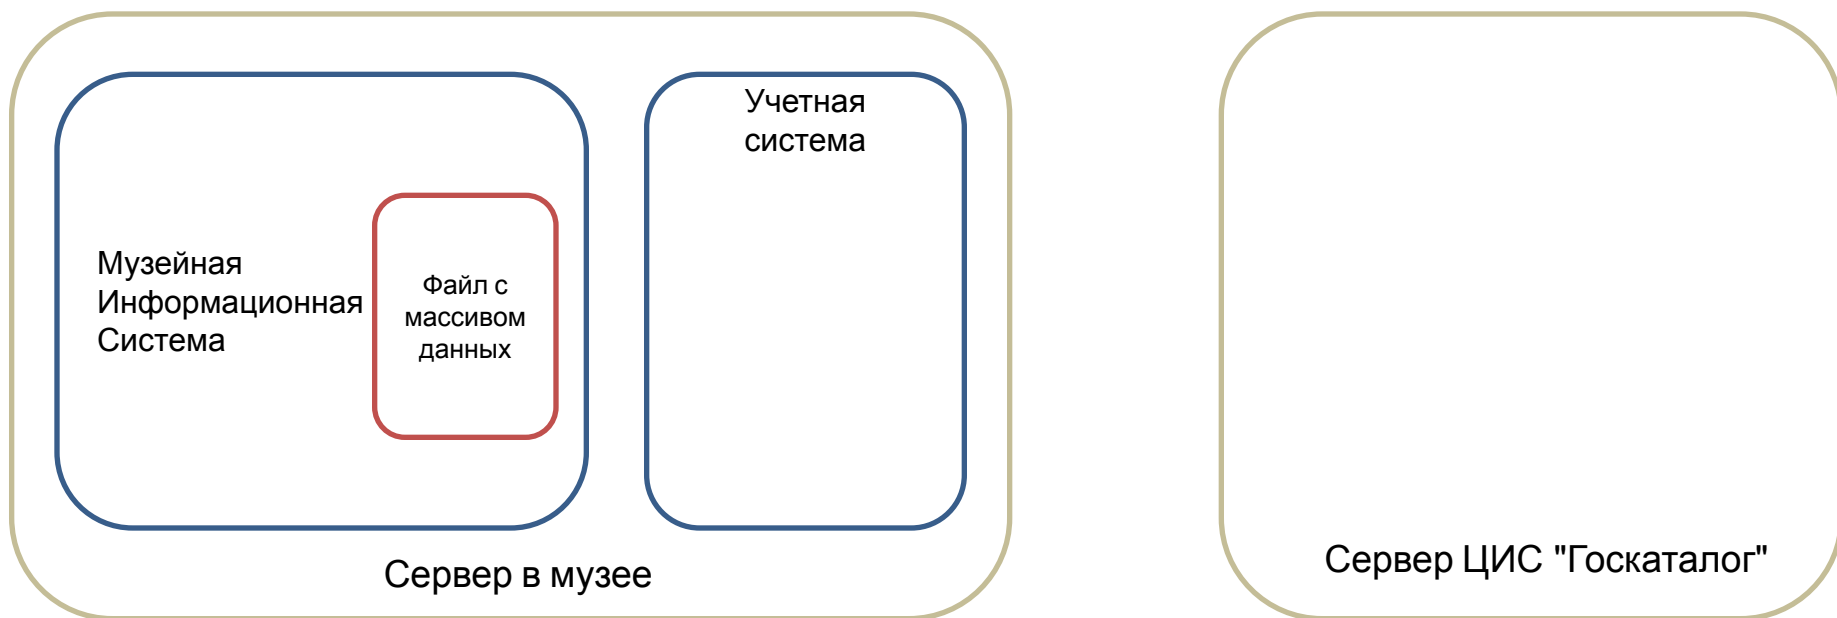 Учетная
система
Музейная
Информационная
Система
Файл с
массивом
данных
Сервер в музее
Сервер ЦИС "Госкаталог"